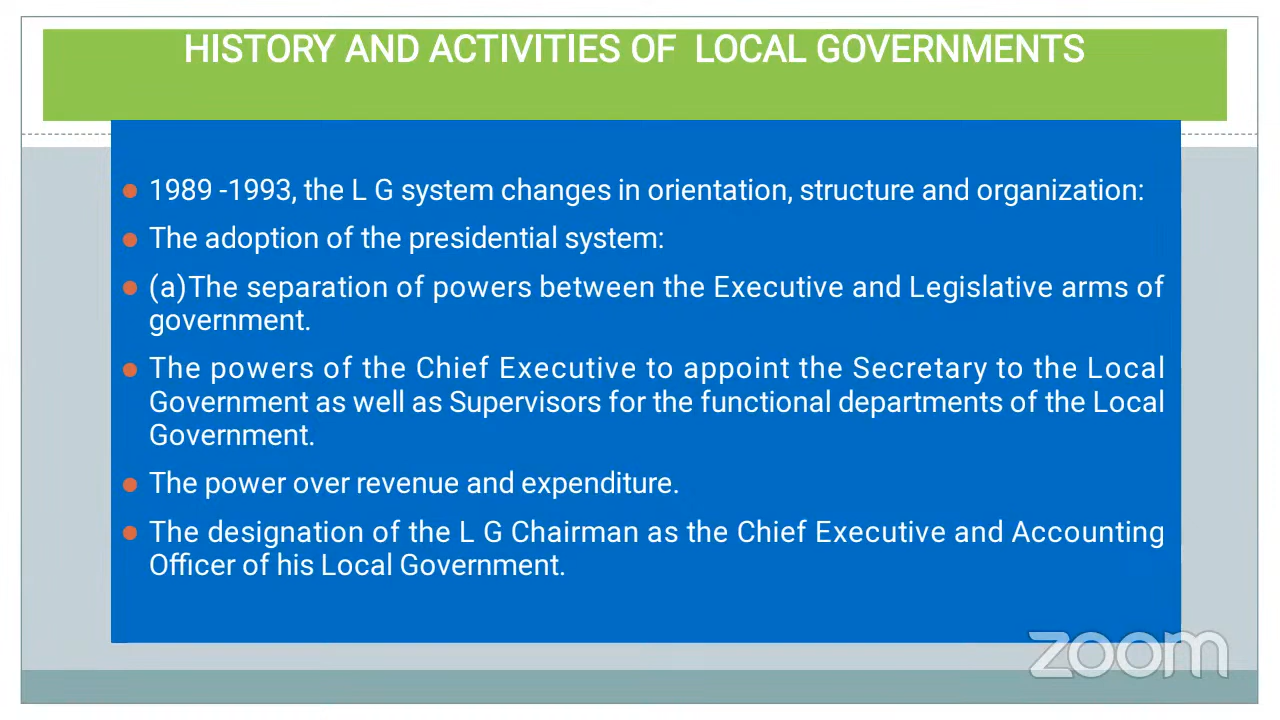 HISTORY AND ACTIVITIES OF  LOCAL GOVERNMENTS
● 1989 -1993, the L G system changes in orientation, structure and organization:
● The adoption of the presidential system:
● (a)The separation of powers between the Executive and Legislative arms of
government.
● The powers of the Chief Executive to appoint the Secretary to the Local
Government as well as Supervisors for the functional departments of the Local
Government.
● The power over revenue and expenditure.
● The designation of the L G Chairman as the Chief Executive and Accounting
Officer of his Local Government.
zoom